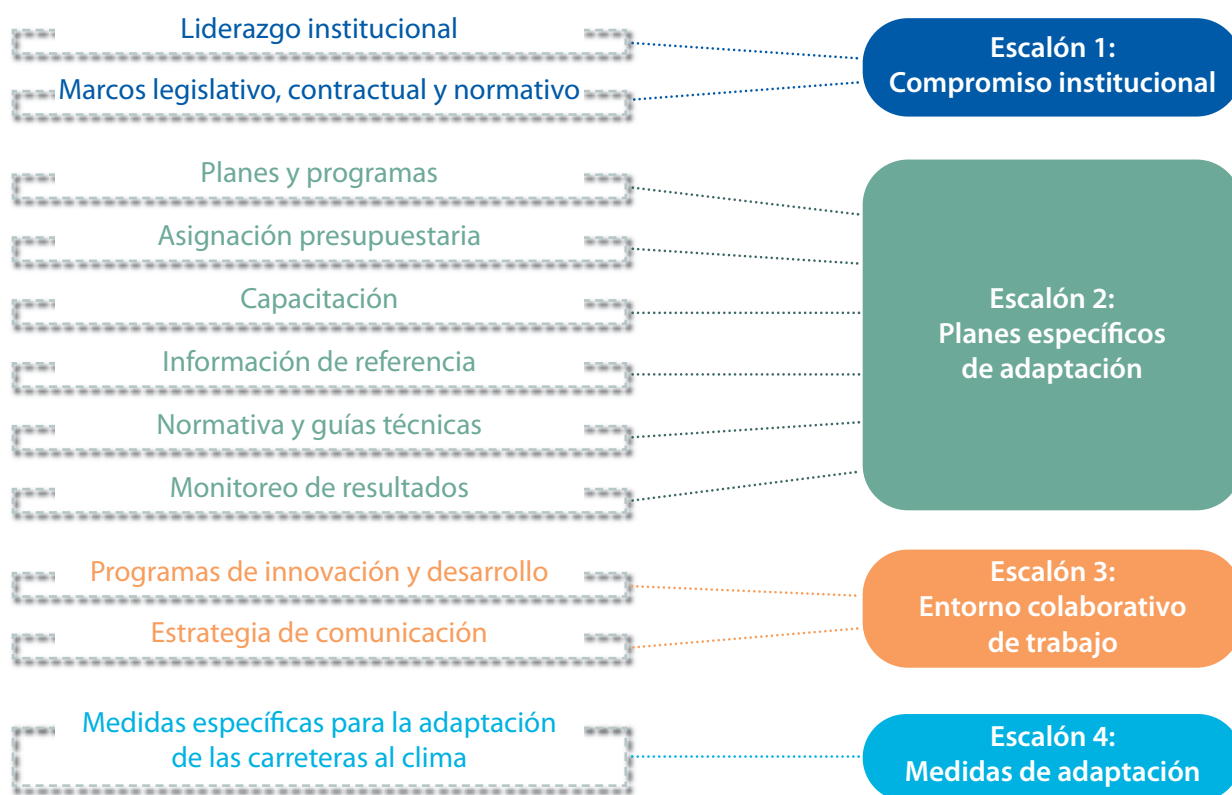 Liderazgo institucional
Marcos legislativo, contractual y normativo
Escalón 1:
Compromiso institucional
Planes y programas
Asignación presupuestaria
Capacitación
Información de referencia
Normativa y guías técnicas
Monitoreo de resultados
Escalón 2:
Planes específicos
de adaptación
Programas de innovación y desarrollo
Estrategia de comunicación
Escalón 3:
Entorno colaborativo
de trabajo
Medidas específicas para la adaptación
de las carreteras al clima
Escalón 4:
Medidas de adaptación